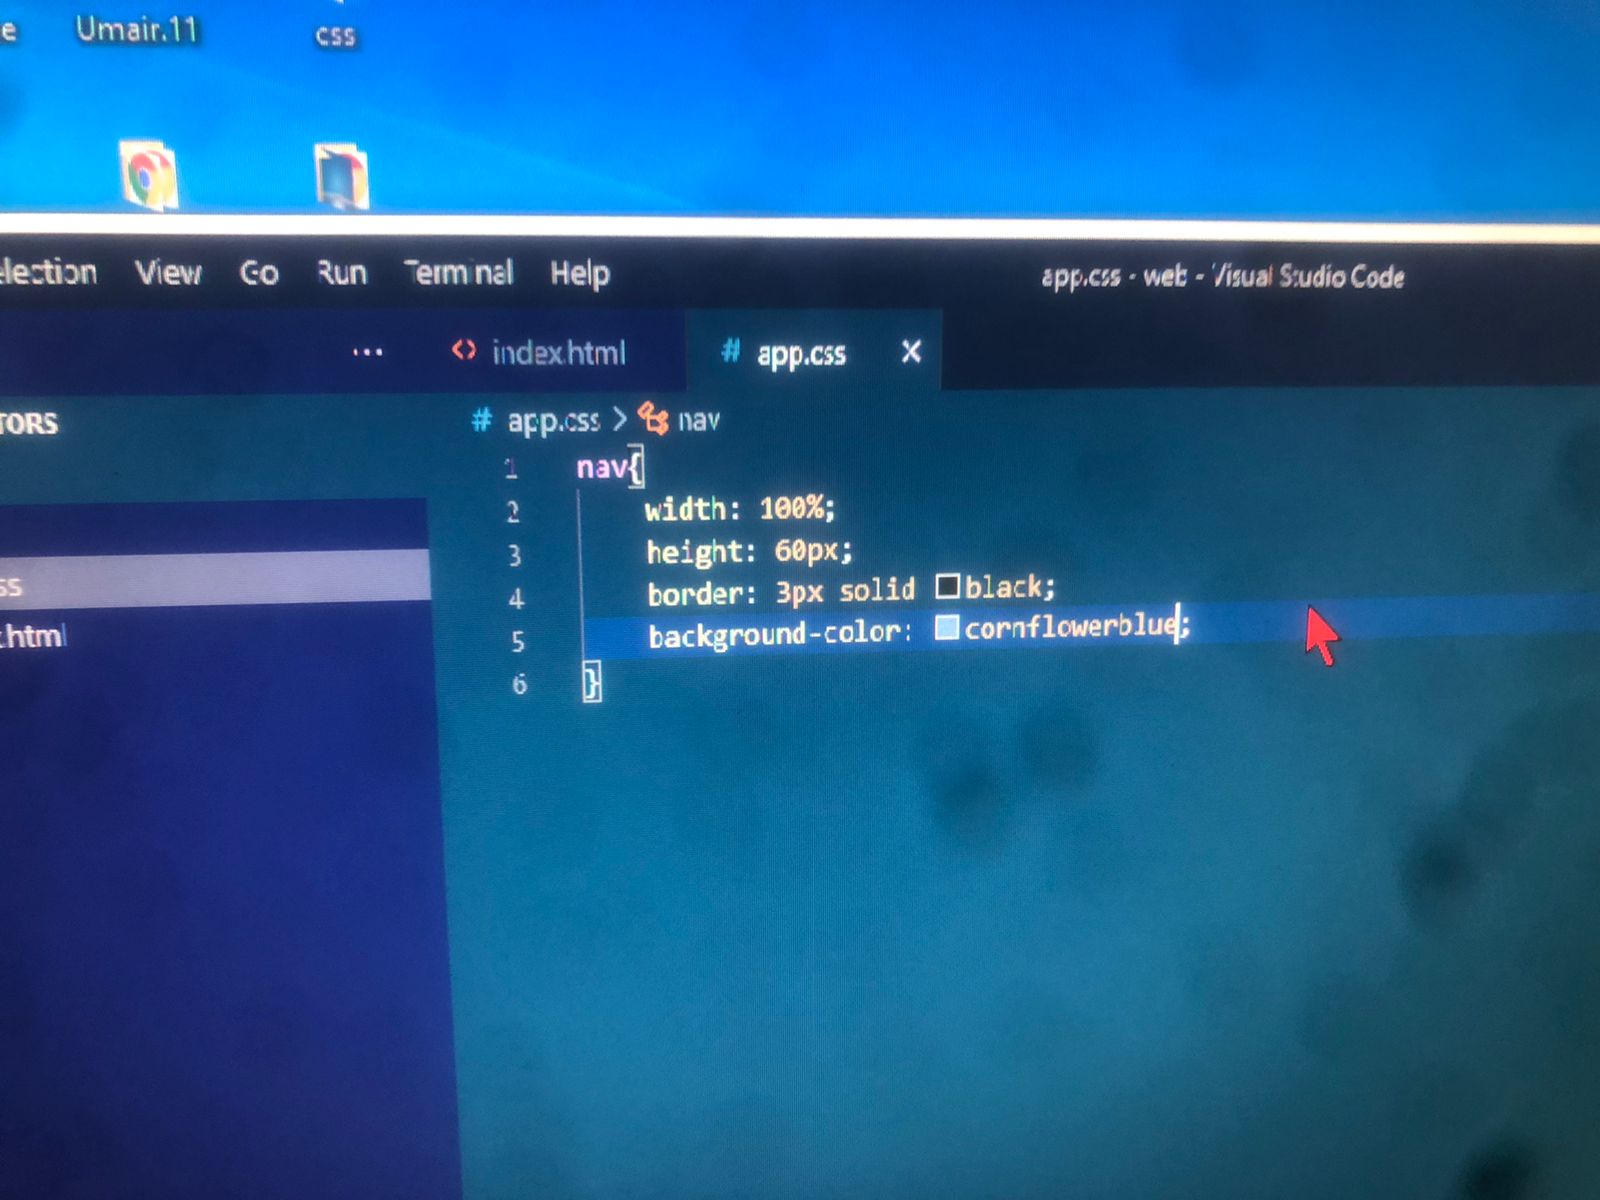 e Umair.11 css
election View Go Run Terminal Help app.css - web - Visual Studio Code
... <> index.html # app.css ×
TORS # app.css > nav
1 nav{
2 width: 100%;
3 height: 60px;
4 border: 3px solid black;
5 background-color: cornflowerblue;
6 }
ss
.html